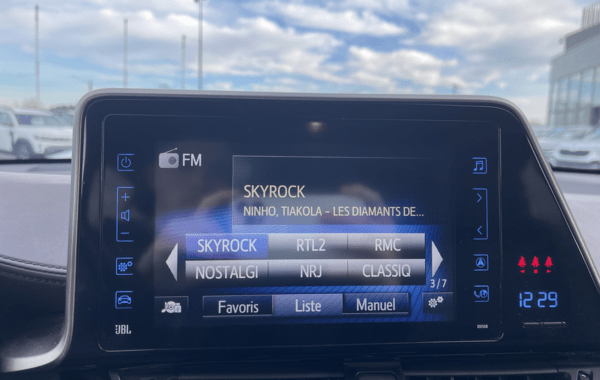 FM
SKYROCK
NINHO, TIAKOLA – LES DIAMANTS DE...
SKYROCK RTL2 RMC
NOSTALGI NRJ CLASSIQ
3/7
Favoris Liste Manuel
JBL
12:29